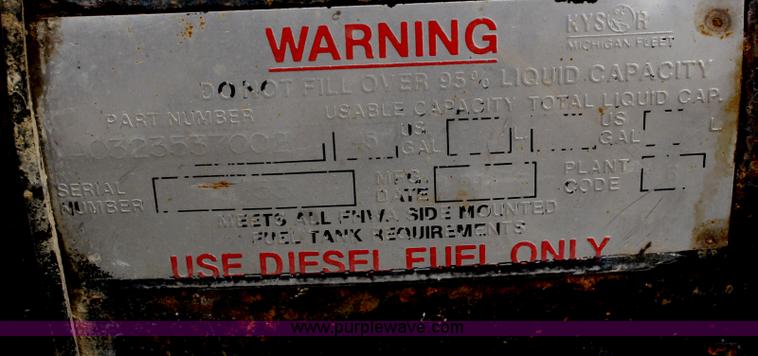 WARNING
KYSOR
MICHIGAN FLEET
DO NOT FILL OVER 95% LIQUID CAPACITY
PART NUMBER
USABLE CAPACITY
TOTAL LIQUID CAP.
US GAL
L
US GAL
L
SERIAL NUMBER
MFG. DATE
PLANT CODE
MEETS ALL FHWA SIDE MOUNTED
FUEL TANK REQUIREMENTS
USE DIESEL FUEL ONLY
www.purplewave.com